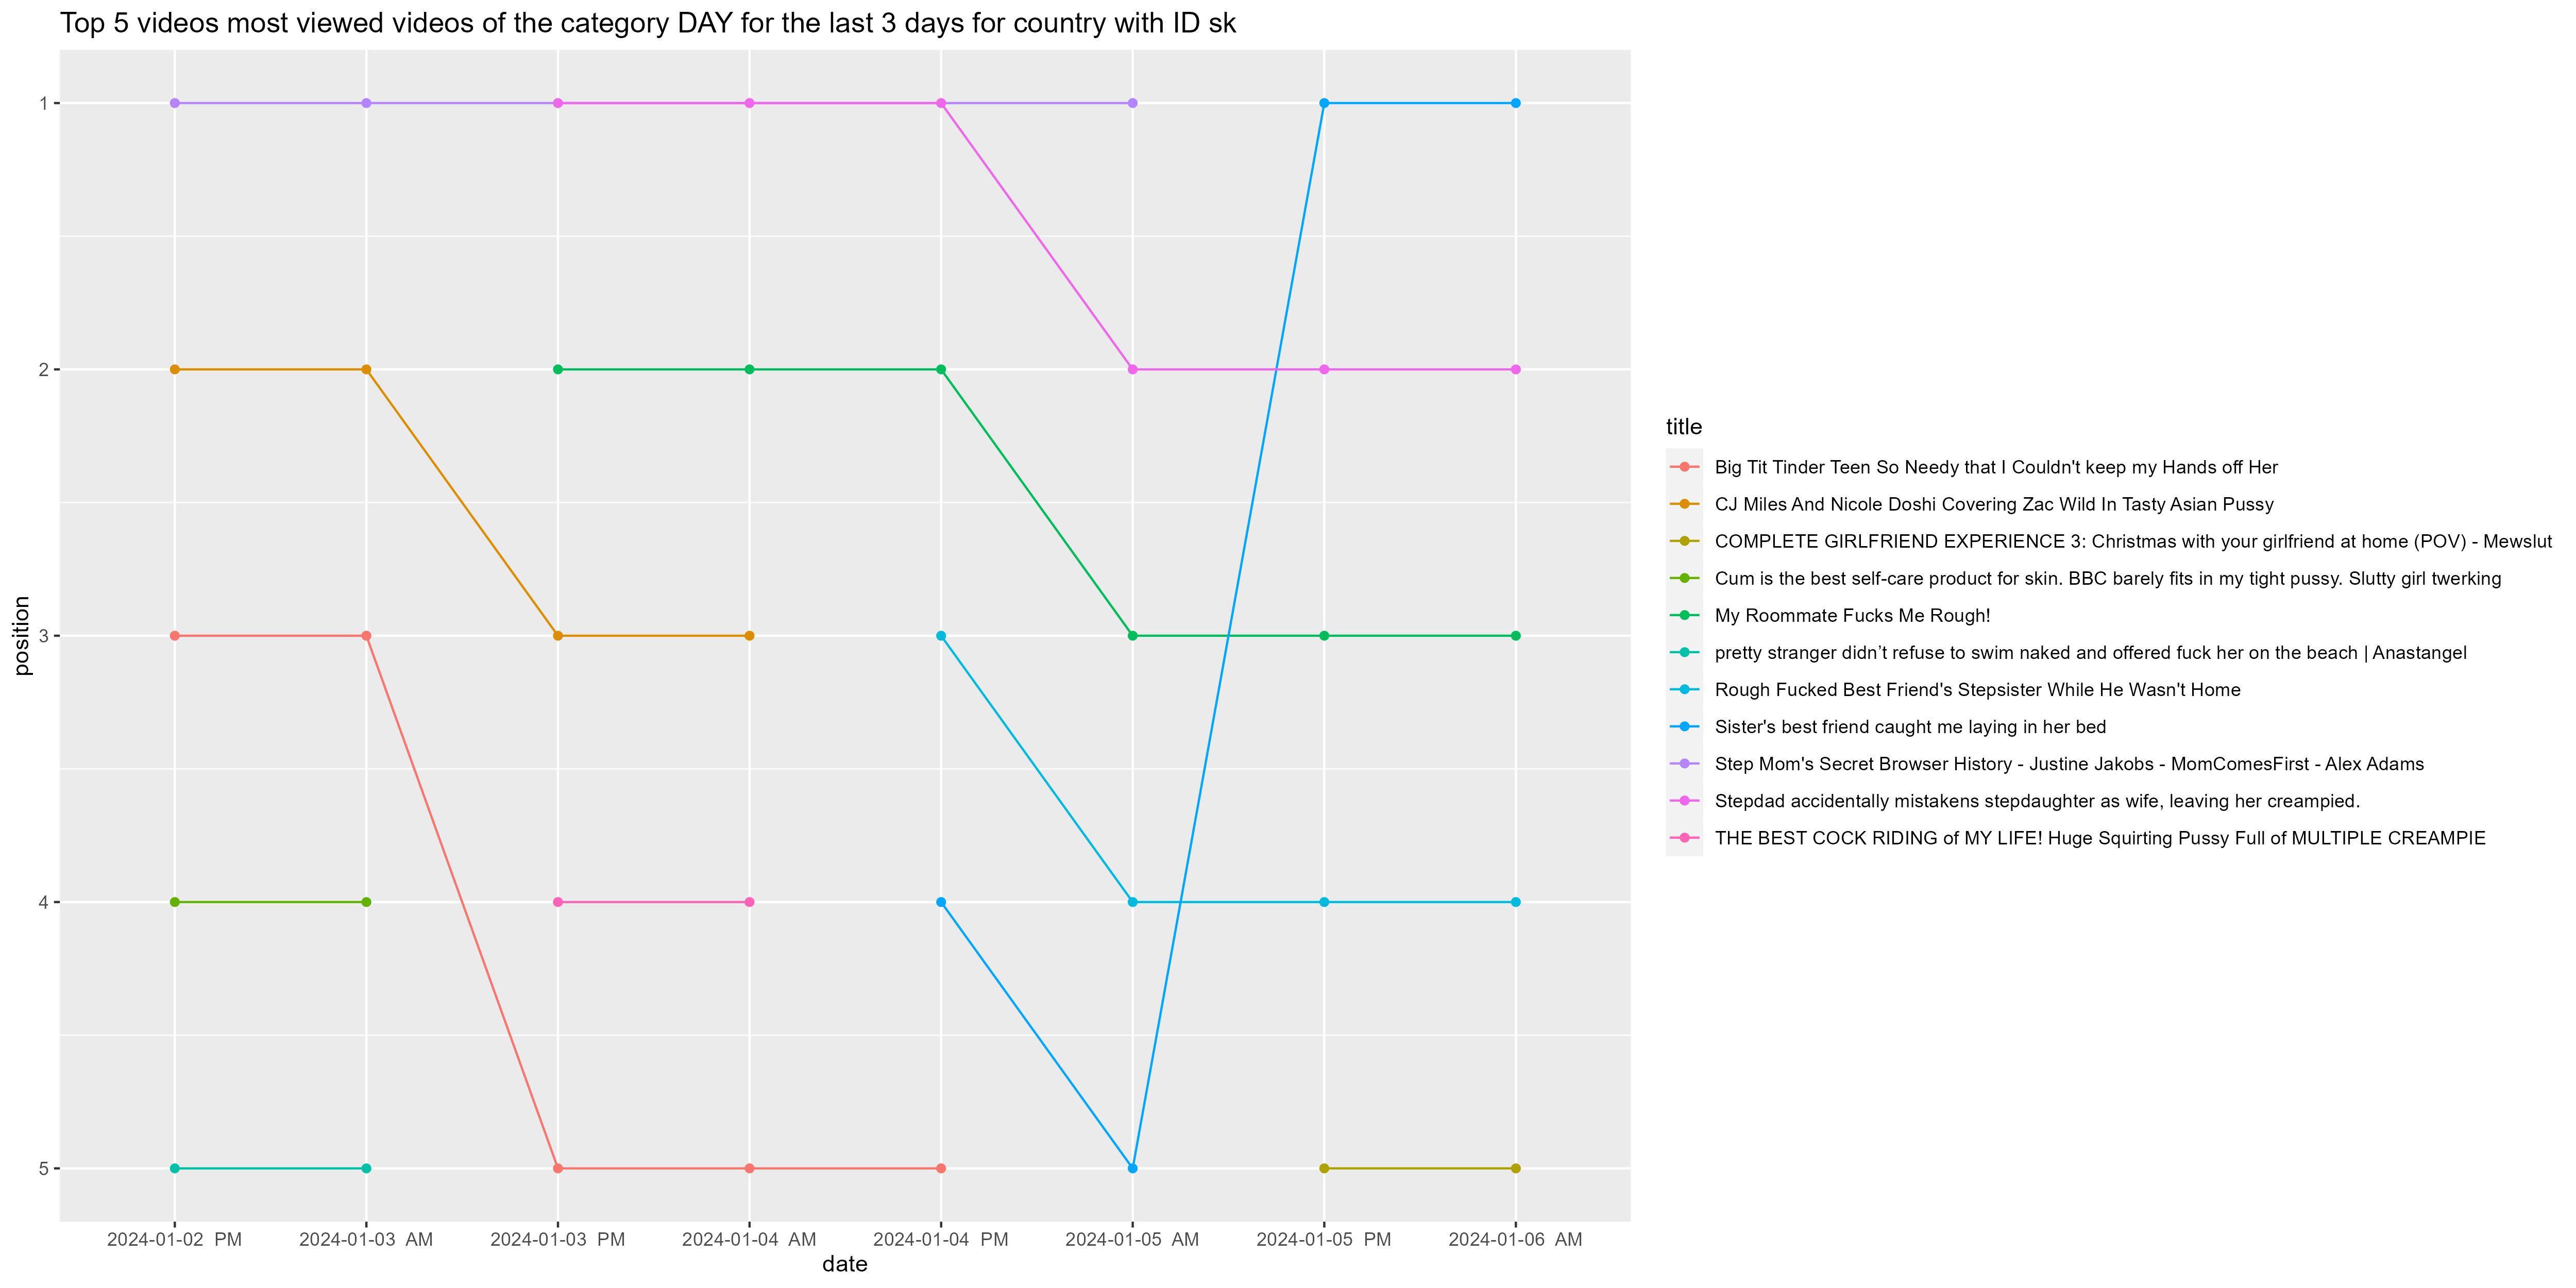 Top 5 videos most viewed videos of the category DAY for the last 3 days for country with ID sk
position
1
2
3
4
5
2024-01-02 PM
2024-01-03 AM
2024-01-03 PM
2024-01-04 AM
2024-01-04 PM
2024-01-05 AM
2024-01-05 PM
2024-01-06 AM
date
title
Big Tit Tinder Teen So Needy that I Couldn't keep my Hands off Her
CJ Miles And Nicole Doshi Covering Zac Wild In Tasty Asian Pussy
COMPLETE GIRLFRIEND EXPERIENCE 3: Christmas with your girlfriend at home (POV) - Mewslut
Cum is the best self-care product for skin. BBC barely fits in my tight pussy. Slutty girl twerking
My Roommate Fucks Me Rough!
pretty stranger didn’t refuse to swim naked and offered fuck her on the beach | Anastangel
Rough Fucked Best Friend's Stepsister While He Wasn't Home
Sister's best friend caught me laying in her bed
Step Mom's Secret Browser History - Justine Jakobs - MomComesFirst - Alex Adams
Stepdad accidentally mistakens stepdaughter as wife, leaving her creampied.
THE BEST COCK RIDING of MY LIFE! Huge Squirting Pussy Full of MULTIPLE CREAMPIE